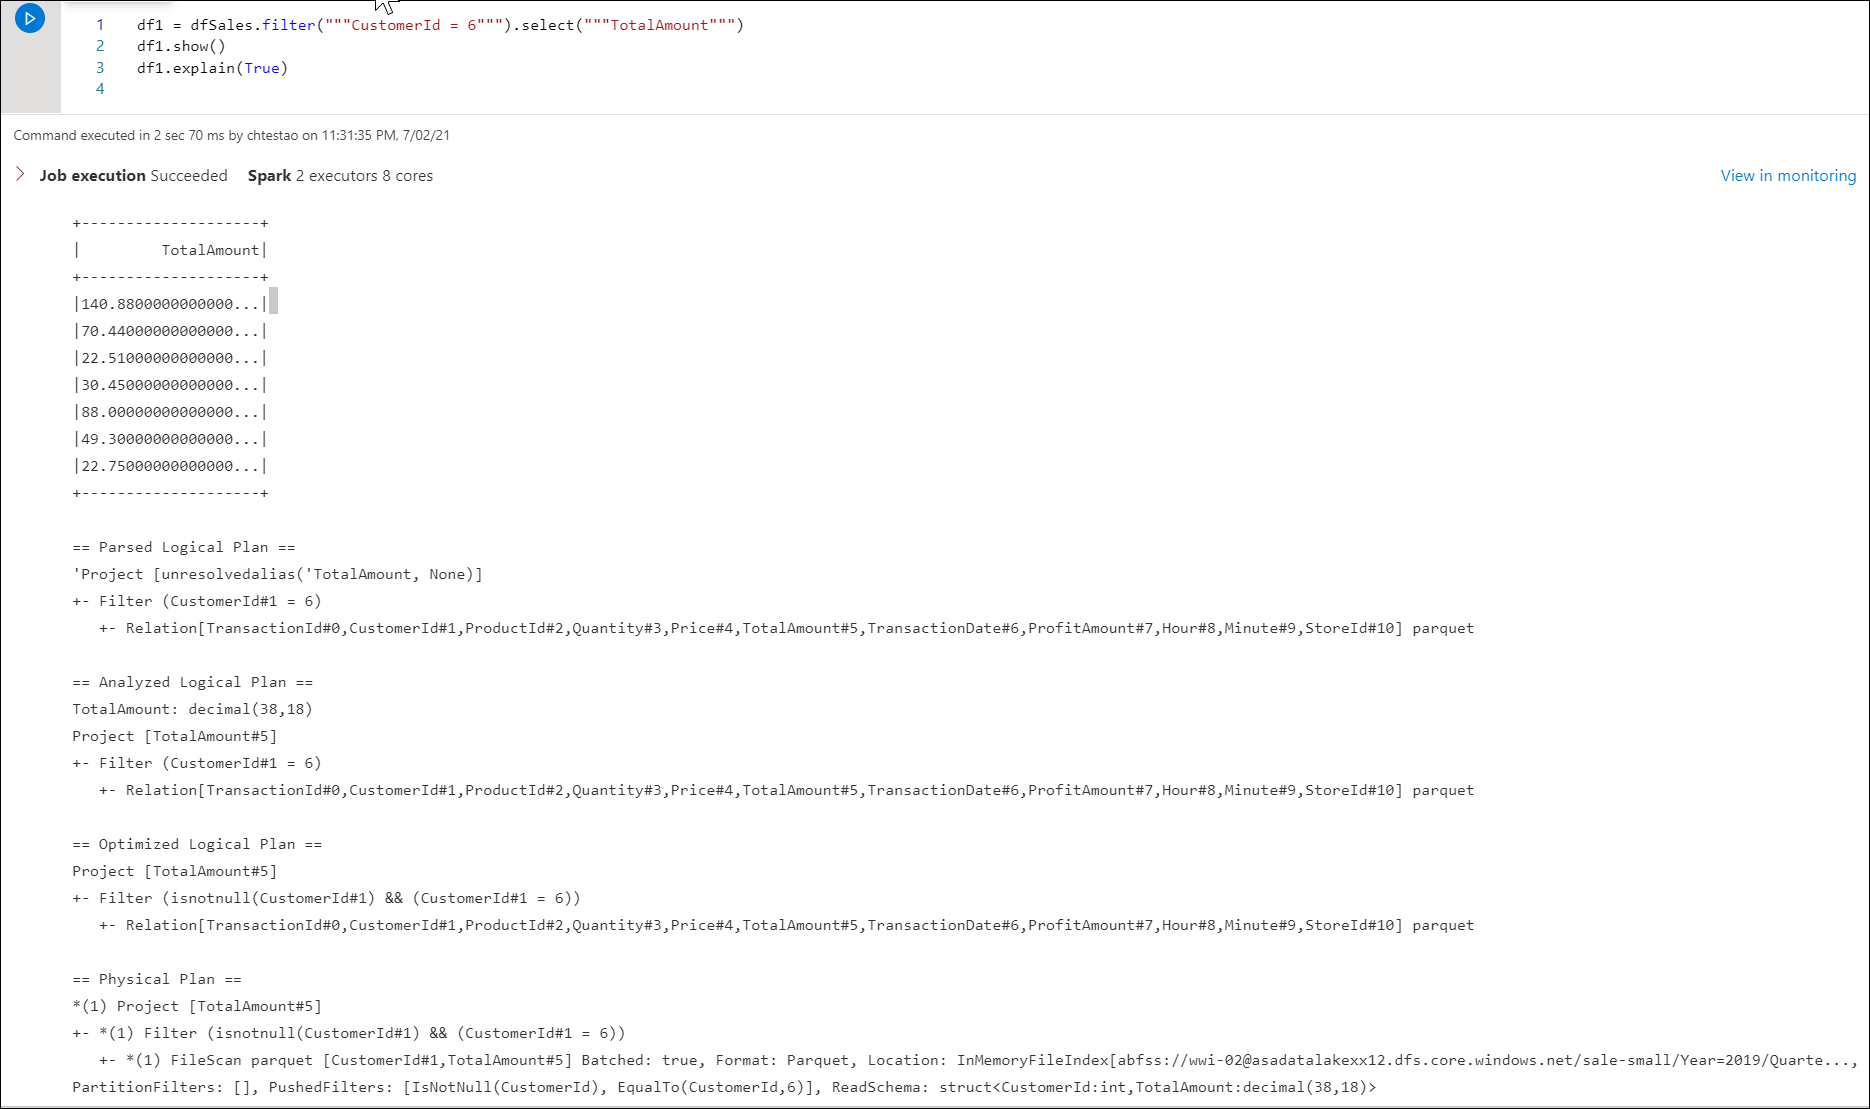 1 df1 = dfSales.filter("""CustomerId = 6""").select("""TotalAmount""")
2 df1.show()
3 df1.explain(True)
4
Command executed in 2 sec 70 ms by chtestao on 11:31:35 PM, 7/02/21
Job execution Succeeded Spark 2 executors 8 cores View in monitoring
+--------------------+
|         TotalAmount|
+--------------------+
|140.8800000000000...|
|70.44000000000000...|
|22.51000000000000...|
|30.45000000000000...|
|88.00000000000000...|
|49.30000000000000...|
|22.75000000000000...|
+--------------------+
== Parsed Logical Plan ==
'Project [unresolvedalias('TotalAmount, None)]
+- Filter (CustomerId#1 = 6)
   +- Relation[TransactionId#0,CustomerId#1,ProductId#2,Quantity#3,Price#4,TotalAmount#5,TransactionDate#6,ProfitAmount#7,Hour#8,Minute#9,StoreId#10] parquet
== Analyzed Logical Plan ==
TotalAmount: decimal(38,18)
Project [TotalAmount#5]
+- Filter (CustomerId#1 = 6)
   +- Relation[TransactionId#0,CustomerId#1,ProductId#2,Quantity#3,Price#4,TotalAmount#5,TransactionDate#6,ProfitAmount#7,Hour#8,Minute#9,StoreId#10] parquet
== Optimized Logical Plan ==
Project [TotalAmount#5]
+- Filter (isnotnull(CustomerId#1) && (CustomerId#1 = 6))
   +- Relation[TransactionId#0,CustomerId#1,ProductId#2,Quantity#3,Price#4,TotalAmount#5,TransactionDate#6,ProfitAmount#7,Hour#8,Minute#9,StoreId#10] parquet
== Physical Plan ==
*(1) Project [TotalAmount#5]
+- *(1) Filter (isnotnull(CustomerId#1) && (CustomerId#1 = 6))
   +- *(1) FileScan parquet [CustomerId#1,TotalAmount#5] Batched: true, Format: Parquet, Location: InMemoryFileIndex[abfss://wwi-02@asadatalakexx12.dfs.core.windows.net/sale-small/Year=2019/Quarte...,
PartitionFilters: [], PushedFilters: [IsNotNull(CustomerId), EqualTo(CustomerId,6)], ReadSchema: struct<CustomerId:int,TotalAmount:decimal(38,18)>